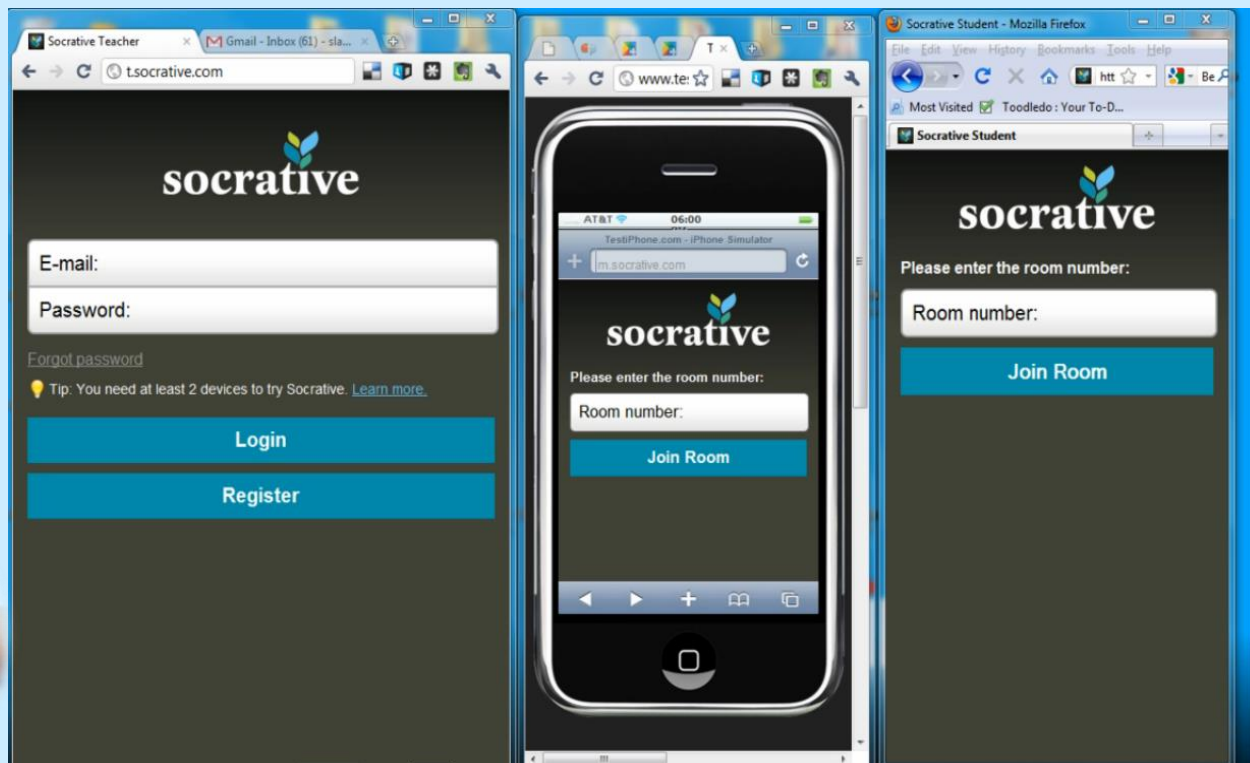 Socrative Teacher
Gmail - Inbox (61) - sla...
t.socrative.com
socrative
E-mail:
Password:
Forgot password
Tip: You need at least 2 devices to try Socrative. Learn more.
Login
Register
T
www.te:
AT&T
06:00
TestiPhone.com - iPhone Simulator
m.socrative.com
socrative
Please enter the room number:
Room number:
Join Room
Socrative Student - Mozilla Firefox
File Edit View History Bookmarks Tools Help
htt
Be
Most Visited
Toodledo : Your To-D...
Socrative Student
socrative
Please enter the room number:
Room number:
Join Room